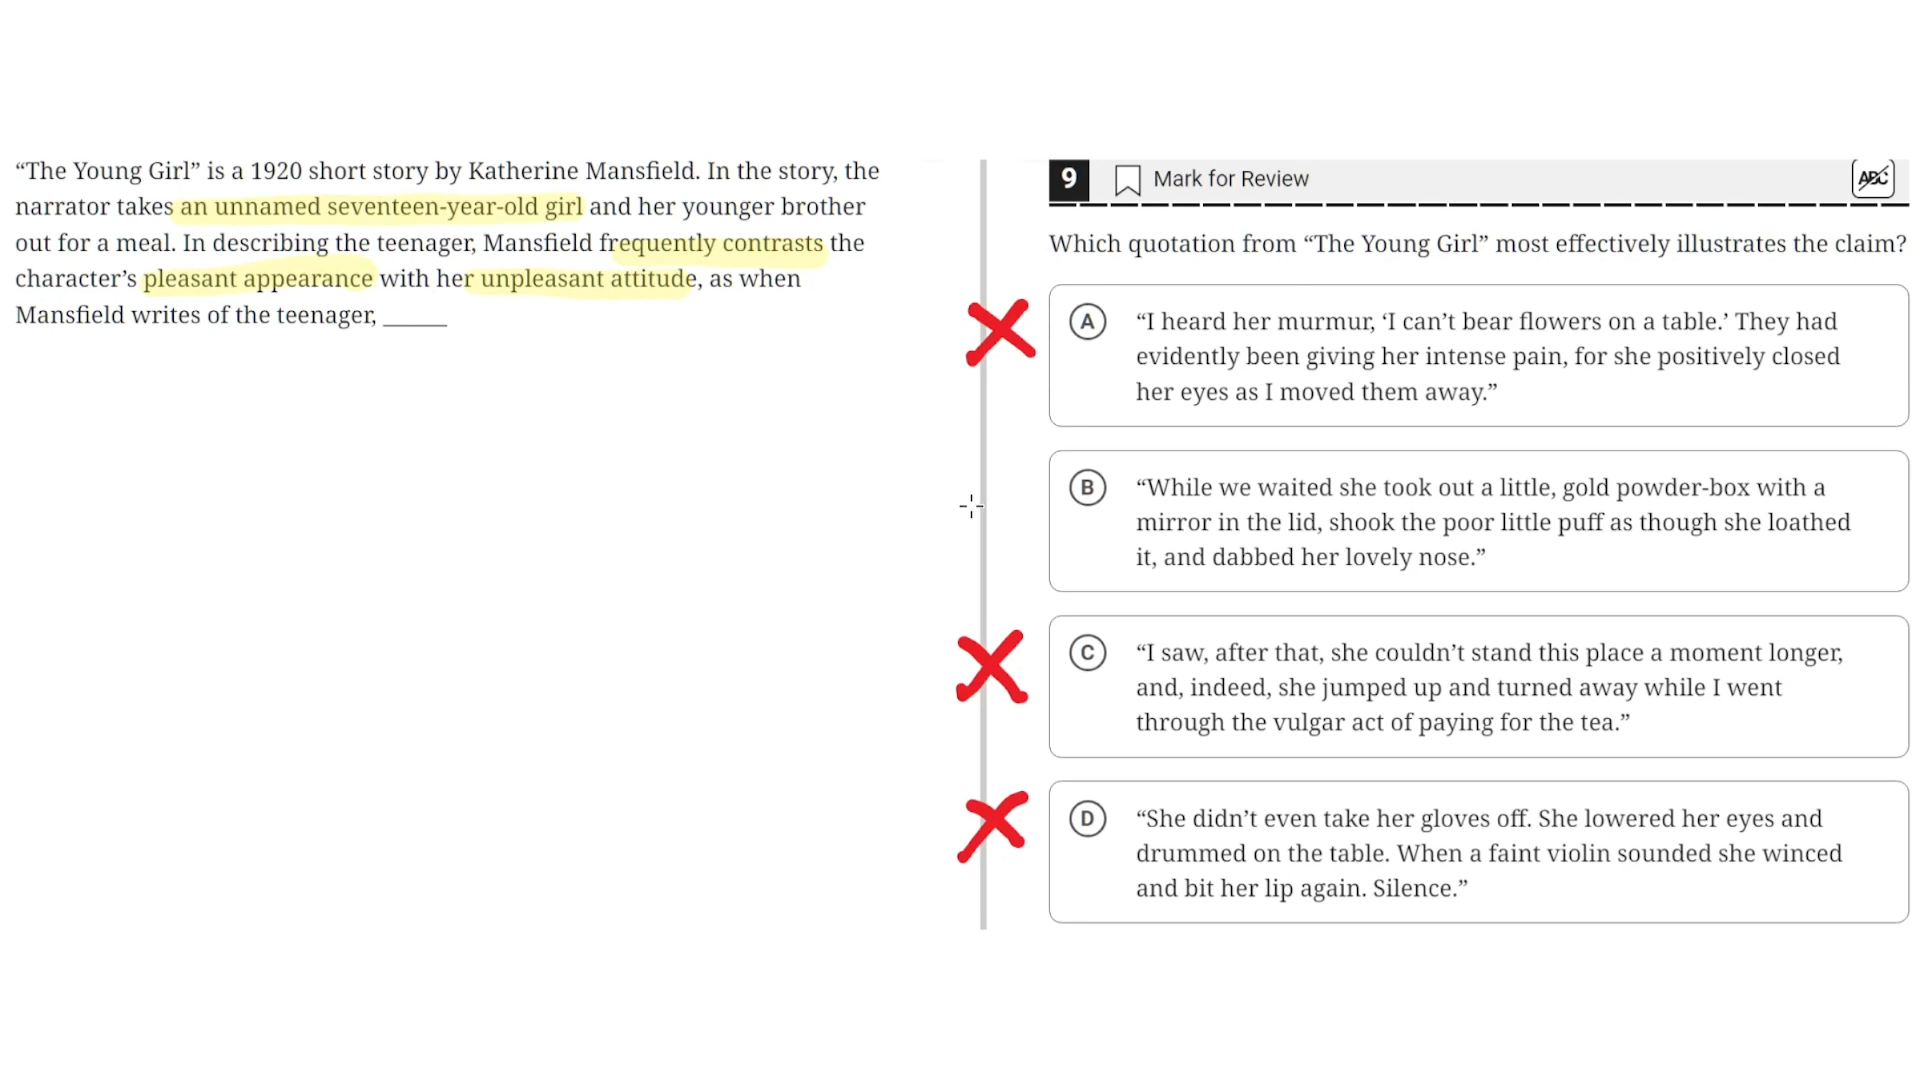 “The Young Girl” is a 1920 short story by Katherine Mansfield. In the story, the
narrator takes an unnamed seventeen-year-old girl and her younger brother
out for a meal. In describing the teenager, Mansfield frequently contrasts the
character’s pleasant appearance with her unpleasant attitude, as when
Mansfield writes of the teenager, ______
9 Mark for Review ABC
Which quotation from “The Young Girl” most effectively illustrates the claim?
A “I heard her murmur, ‘I can’t bear flowers on a table.’ They had
evidently been giving her intense pain, for she positively closed
her eyes as I moved them away.”
B “While we waited she took out a little, gold powder-box with a
mirror in the lid, shook the poor little puff as though she loathed
it, and dabbed her lovely nose.”
C “I saw, after that, she couldn’t stand this place a moment longer,
and, indeed, she jumped up and turned away while I went
through the vulgar act of paying for the tea.”
D “She didn’t even take her gloves off. She lowered her eyes and
drummed on the table. When a faint violin sounded she winced
and bit her lip again. Silence.”